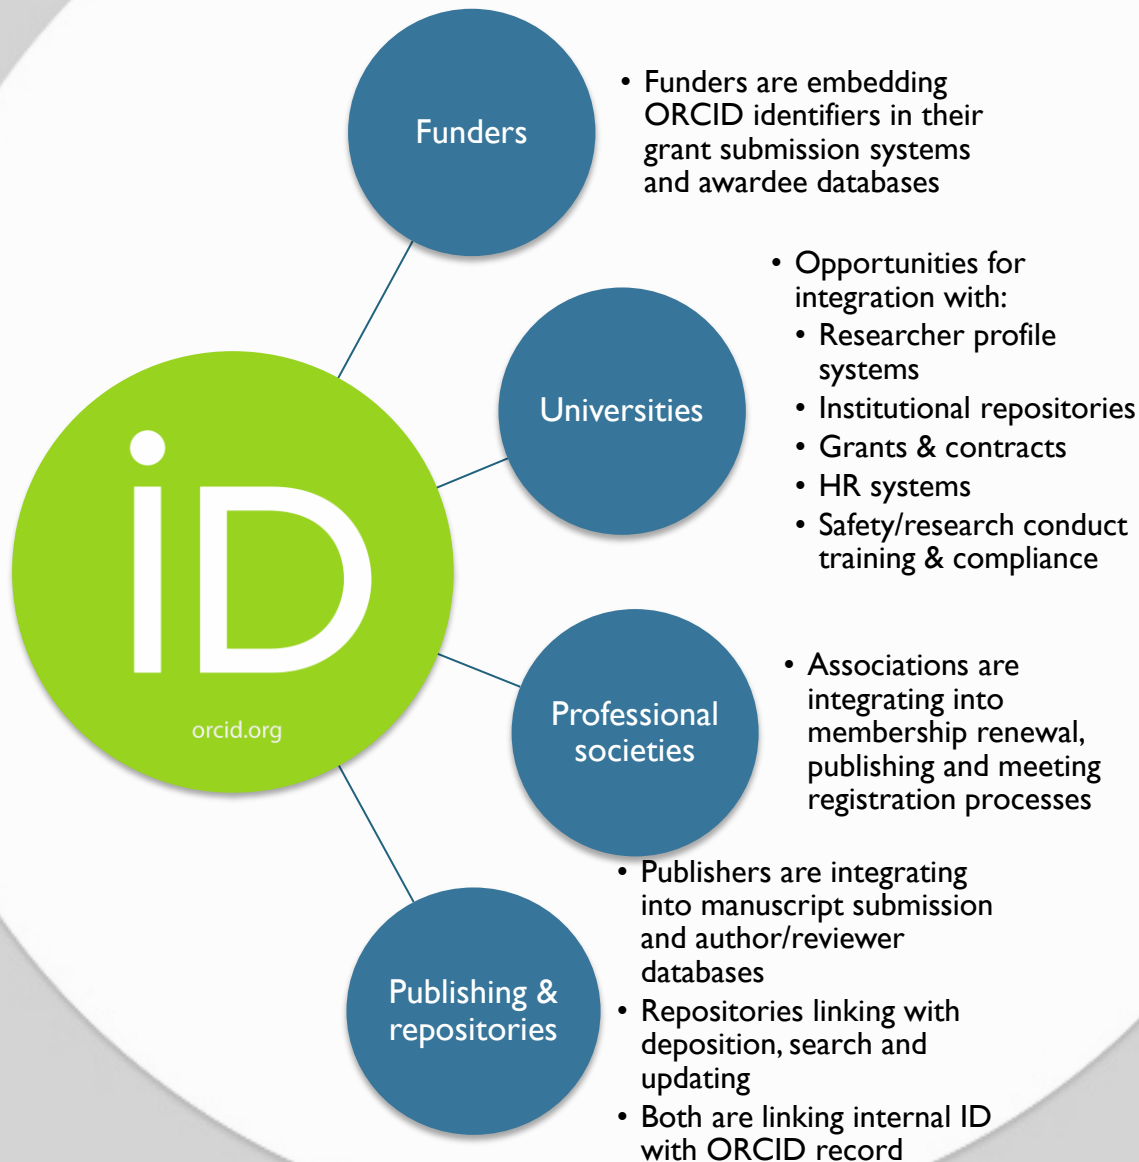 Funders
• Funders are embedding
ORCID identifiers in their
grant submission systems
and awardee databases
Universities
• Opportunities for
integration with:
• Researcher profile
systems
• Institutional repositories
• Grants & contracts
• HR systems
• Safety/research conduct
training & compliance
iD
orcid.org
Professional
societies
• Associations are
integrating into
membership renewal,
publishing and meeting
registration processes
Publishing &
repositories
• Publishers are integrating
into manuscript submission
and author/reviewer
databases
• Repositories linking with
deposition, search and
updating
• Both are linking internal ID
with ORCID record